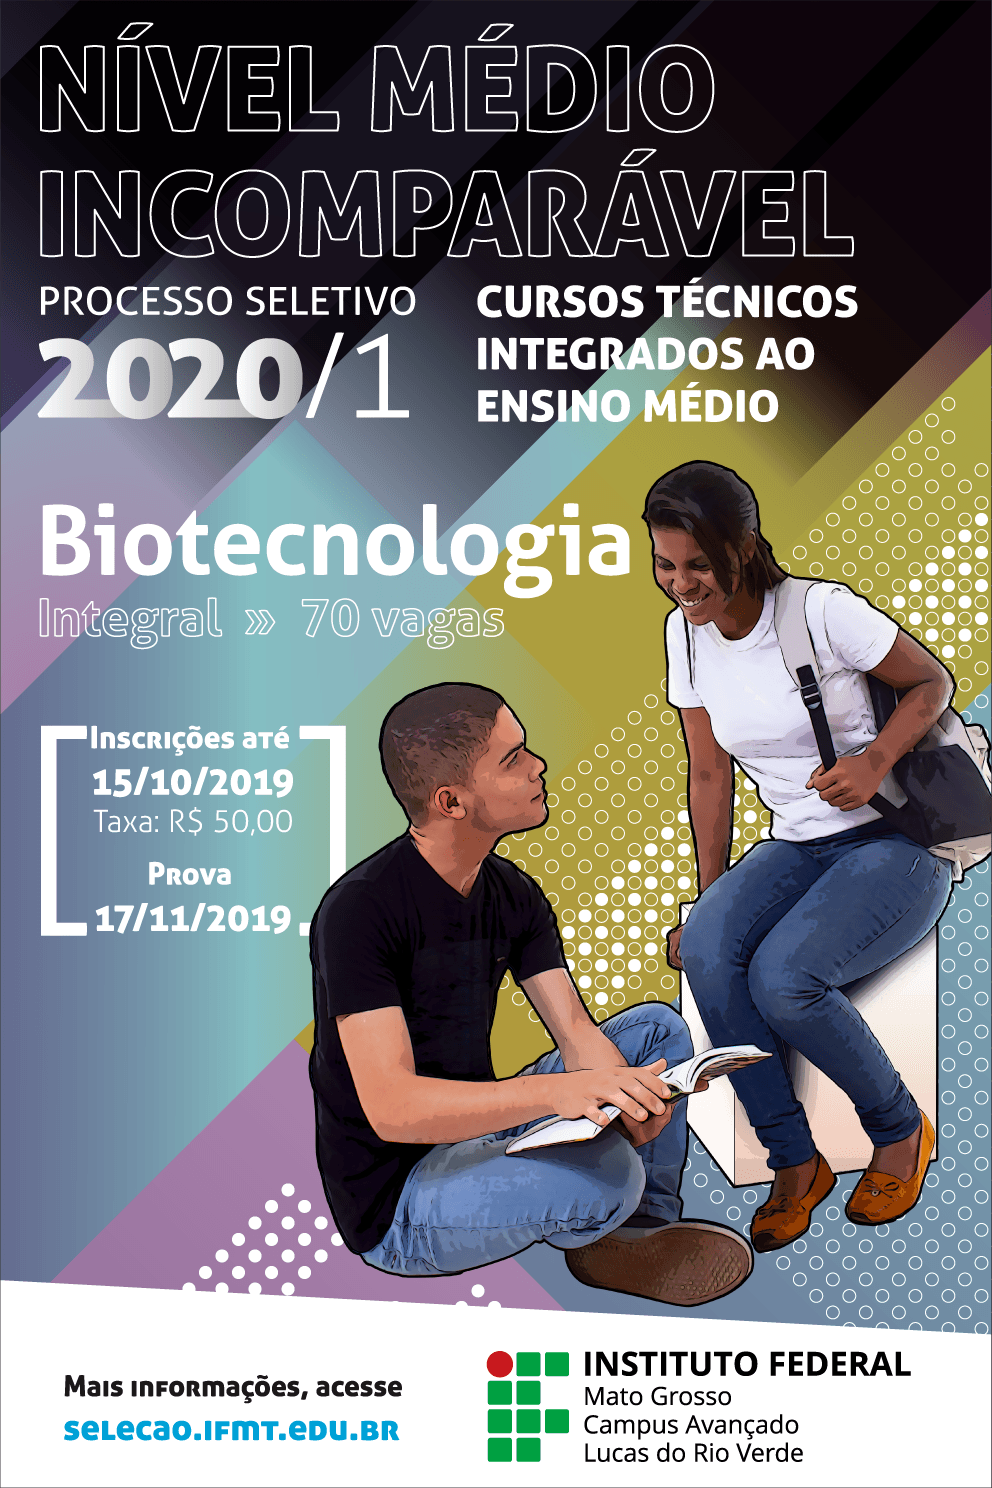 NÍVEL MÉDIO
INCOMPARÁVEL
PROCESSO SELETIVO
2020/1
CURSOS TÉCNICOS
INTEGRADOS AO
ENSINO MÉDIO
Biotecnologia
Integral » 70 vagas
Inscrições até
15/10/2019
Taxa: R$ 50,00
Prova
17/11/2019
Mais informações, acesse
selecao.ifmt.edu.br
INSTITUTO FEDERAL
Mato Grosso
Campus Avançado
Lucas do Rio Verde